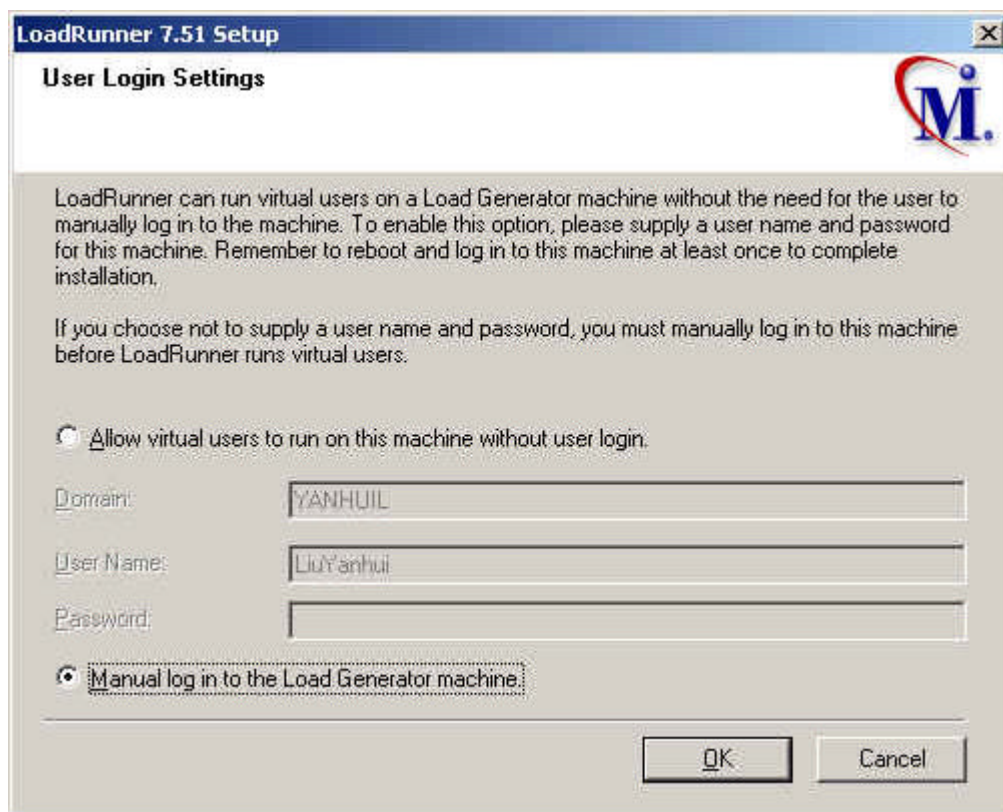 LoadRunner 7.51 Setup
User Login Settings
M.
LoadRunner can run virtual users on a Load Generator machine without the need for the user to
manually log in to the machine. To enable this option, please supply a user name and password
for this machine. Remember to reboot and log in to this machine at least once to complete
installation.
If you choose not to supply a user name and password, you must manually log in to this machine
before LoadRunner runs virtual users.
Allow virtual users to run on this machine without user login.
Domain: YANHUIL
User Name: LiuYanhui
Password:
Manual log in to the Load Generator machine.
OK Cancel